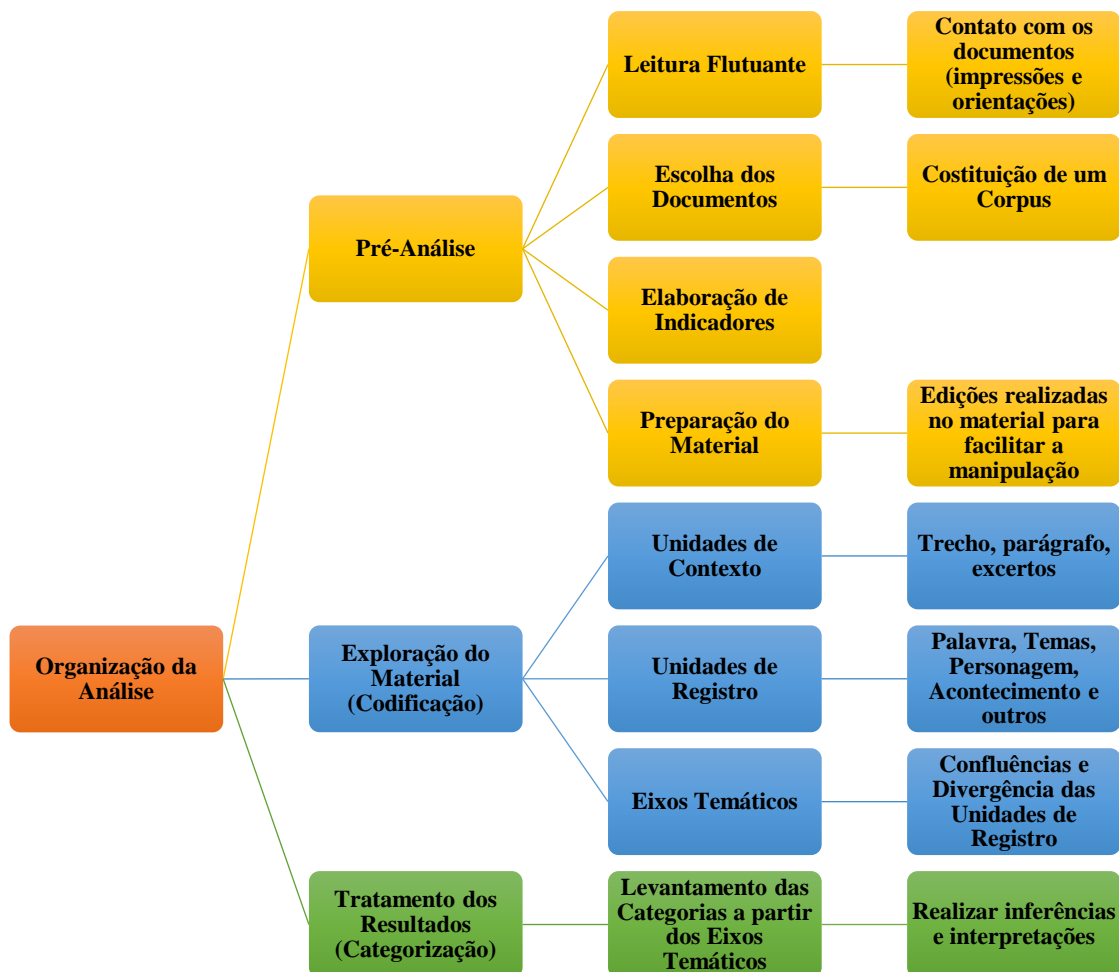 Leitura Flutuante
Contato com os
documentos
(impressões e
orientações)
Escolha dos
Documentos
Costituição de um
Corpus
Pré-Análise
Elaboração de
Indicadores
Preparação do
Material
Edições realizadas
no material para
facilitar a
manipulação
Unidades de
Contexto
Trecho, parágrafo,
excertos
Organização da
Análise
Exploração do
Material
(Codificação)
Unidades de
Registro
Palavra, Temas,
Personagem,
Acontecimento e
outros
Eixos Temáticos
Confluências e
Divergência das
Unidades de
Registro
Tratamento dos
Resultados
(Categorização)
Levantamento das
Categorias a partir
dos Eixos
Temáticos
Realizar inferências
e interpretações